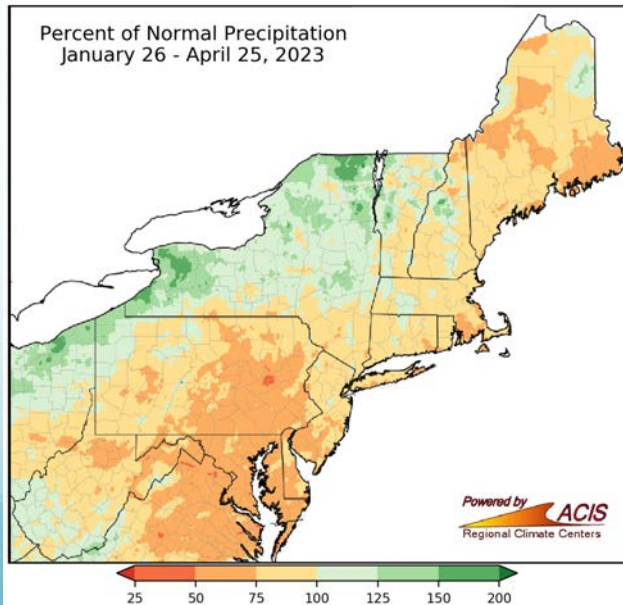 Percent of Normal Precipitation
January 26 - April 25, 2023
Powered by
ACIS
Regional Climate Centers
25 50 75 100 125 150 200